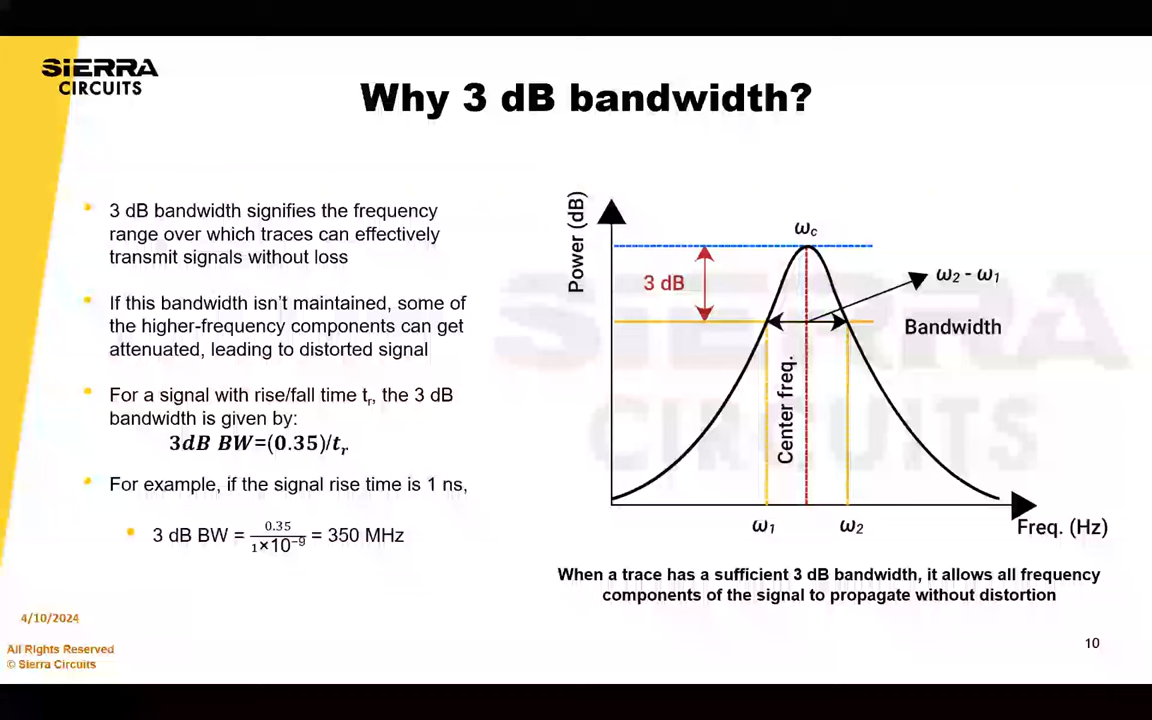 SIERRA
CIRCUITS
Why 3 dB bandwidth?
3 dB bandwidth signifies the frequency
range over which traces can effectively
transmit signals without loss
If this bandwidth isn't maintained, some of
the higher-frequency components can get
attenuated, leading to distorted signal
For a signal with rise/fall time tᵣ, the 3 dB
bandwidth is given by:
3dB BW=(0.35)/tᵣ
For example, if the signal rise time is 1 ns,
3 dB BW = 0.35/1×10⁻⁹ = 350 MHz
Power (dB)
ω꜀
3 dB
ω₂ - ω₁
Bandwidth
Center freq.
ω₁
ω₂
Freq. (Hz)
SIERRA
CIRCUITS
When a trace has a sufficient 3 dB bandwidth, it allows all frequency
components of the signal to propagate without distortion
4/10/2024
All Rights Reserved
© Sierra Circuits
10